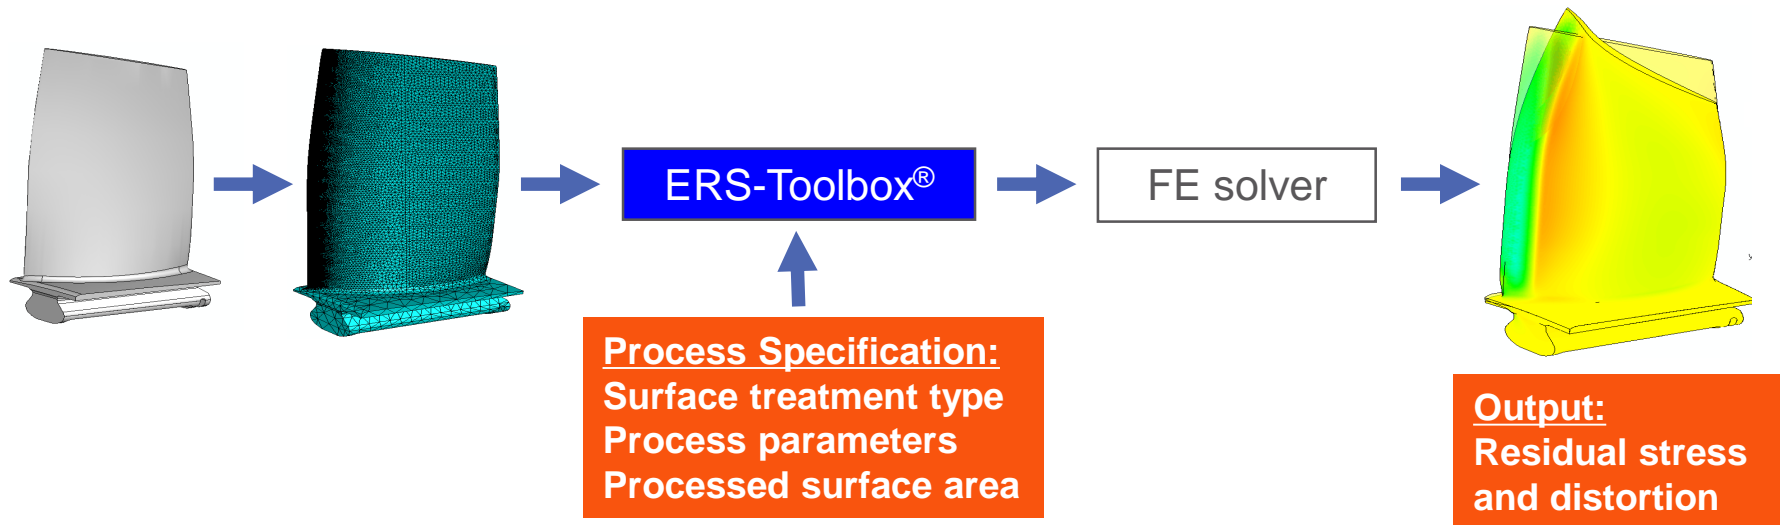 ERS-Toolbox®
FE solver
Process Specification:
Surface treatment type
Process parameters
Processed surface area
Output:
Residual stress
and distortion